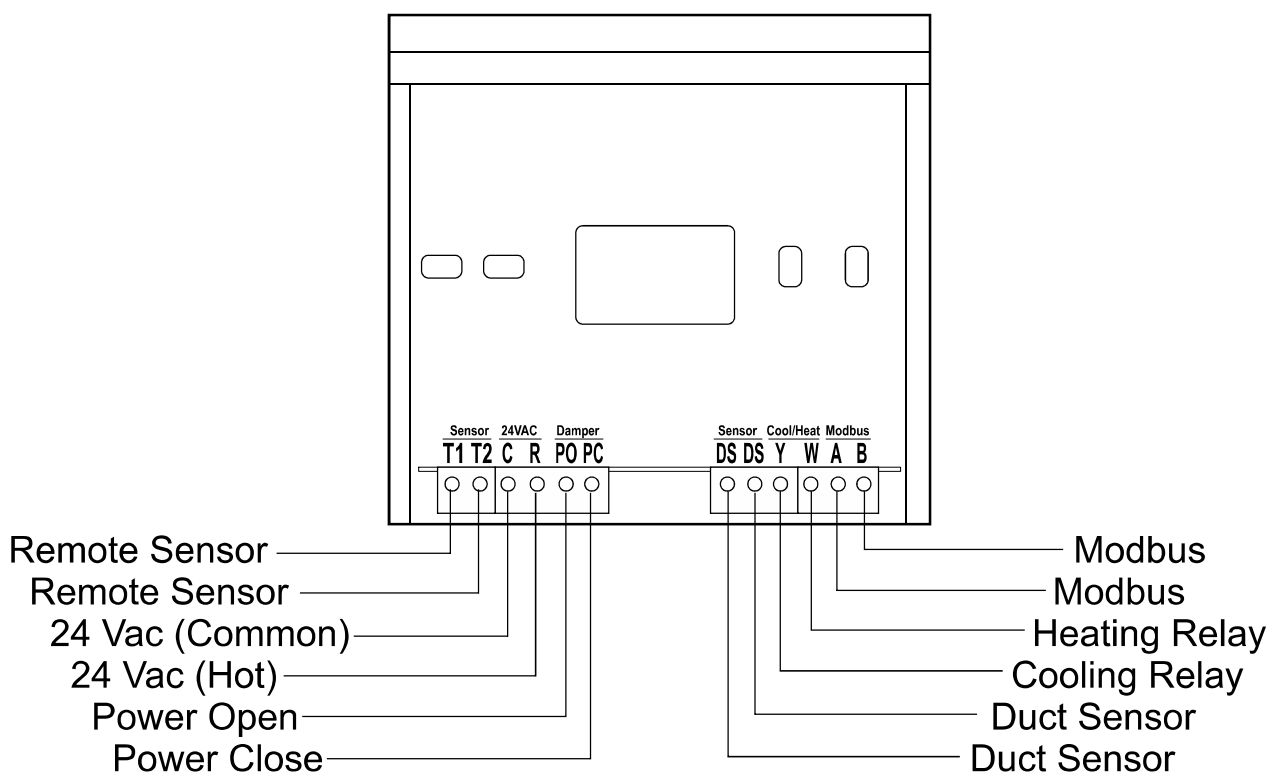 Sensor 24VAC Damper Sensor Cool/Heat Modbus
T1 T2 C R PO PC DS DS Y W A B
Remote Sensor Modbus
Remote Sensor Modbus
24 Vac (Common) Heating Relay
24 Vac (Hot) Cooling Relay
Power Open Duct Sensor
Power Close Duct Sensor